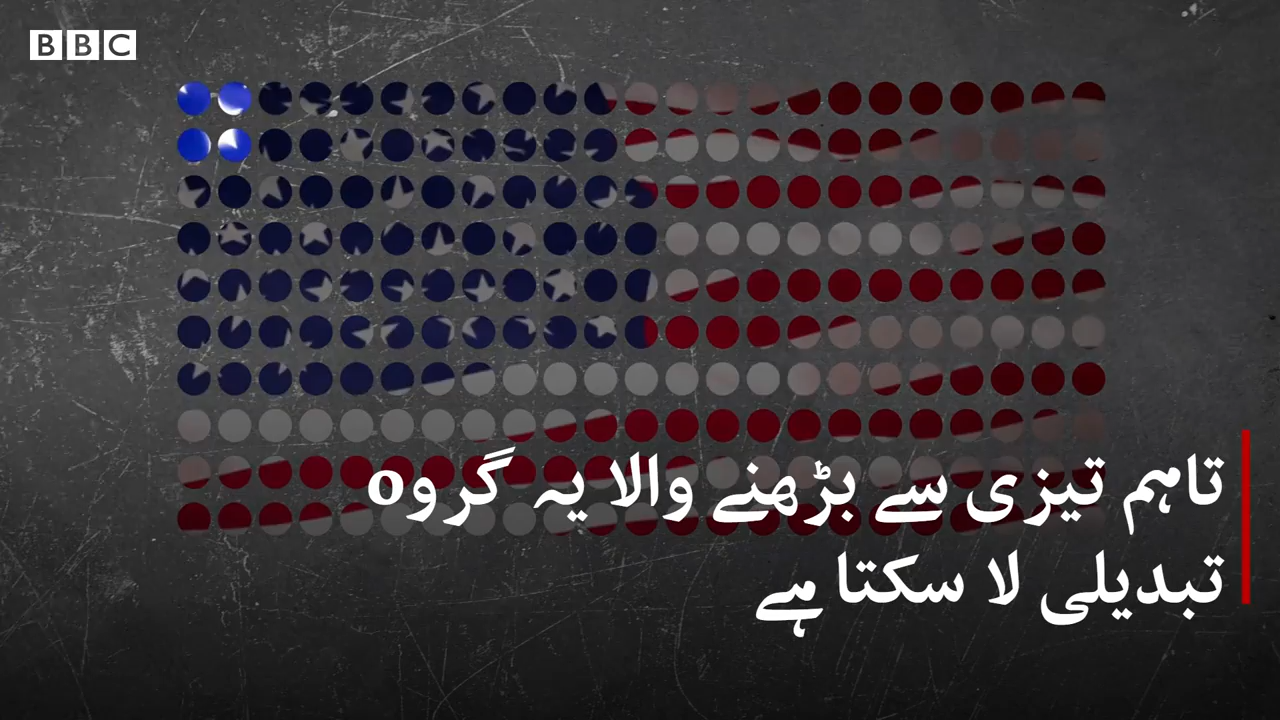 BBC
تاہم تیزی سے بڑھنے والا یہ گروہ
تبدیلی لا سکتا ہے